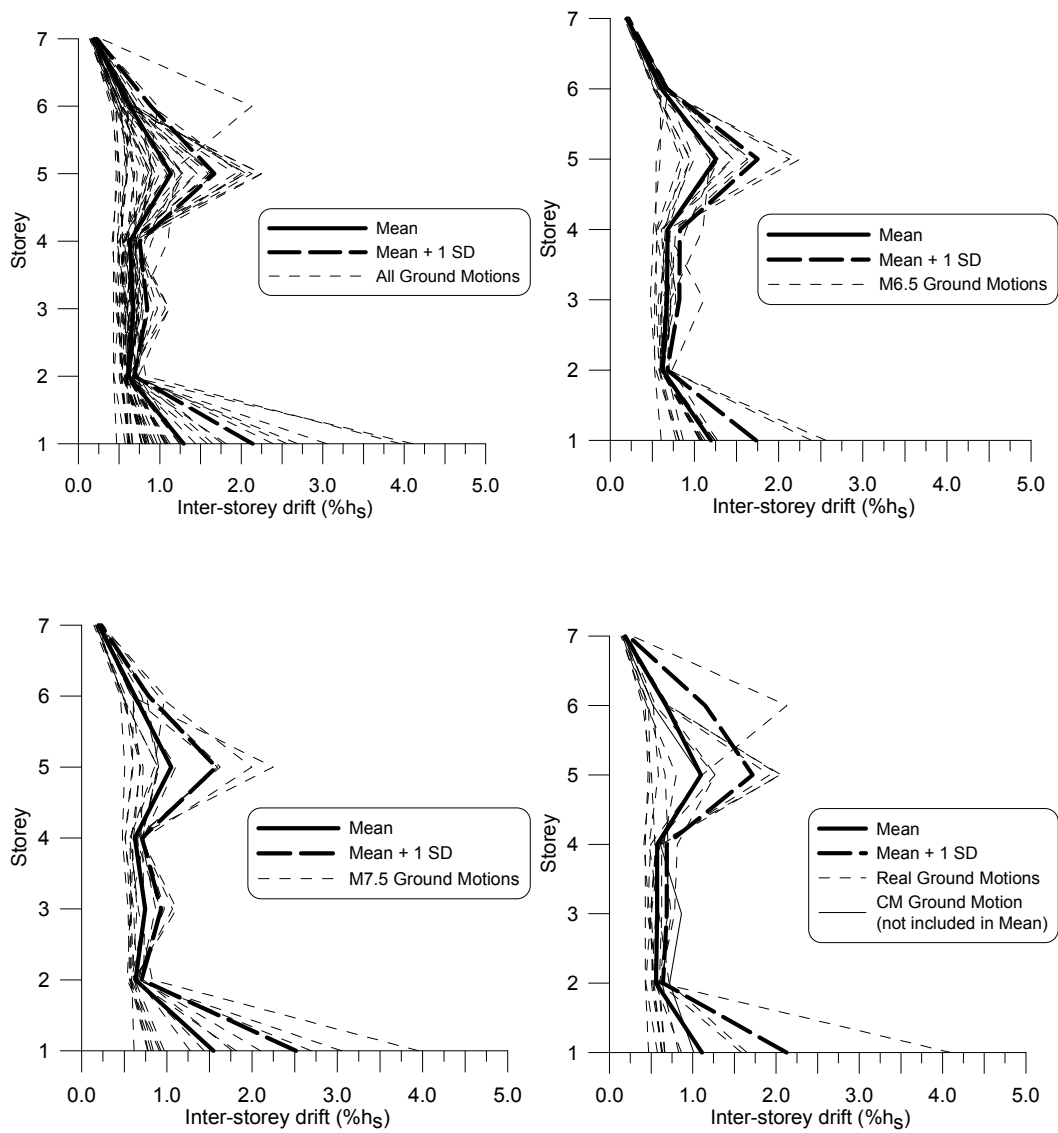 7
6
5
4
3
2
1
Storey
Mean
Mean + 1 SD
All Ground Motions
0.0 1.0 2.0 3.0 4.0 5.0
Inter-storey drift (%hs)
7
6
5
4
3
2
1
Storey
Mean
Mean + 1 SD
M6.5 Ground Motions
0.0 1.0 2.0 3.0 4.0 5.0
Inter-storey drift (%hs)
7
6
5
4
3
2
1
Storey
Mean
Mean + 1 SD
M7.5 Ground Motions
0.0 1.0 2.0 3.0 4.0 5.0
Inter-storey drift (%hs)
7
6
5
4
3
2
1
Storey
Mean
Mean + 1 SD
Real Ground Motions
CM Ground Motion
(not included in Mean)
0.0 1.0 2.0 3.0 4.0 5.0
Inter-storey drift (%hs)